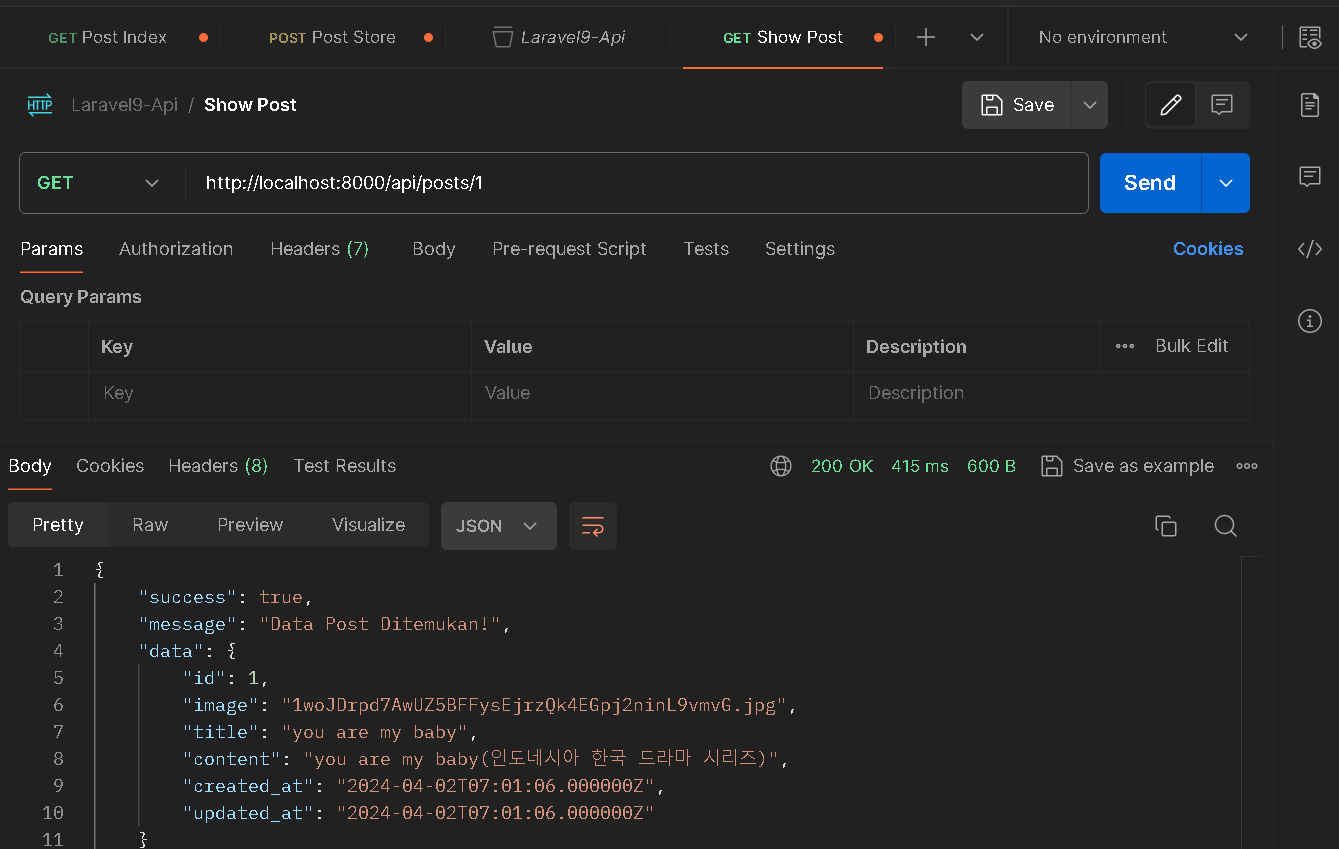 GET Post Index POST Post Store Laravel9-Api GET Show Post No environment
HTTP Laravel9-Api / Show Post Save
GET http://localhost:8000/api/posts/1 Send
Params Authorization Headers (7) Body Pre-request Script Tests Settings Cookies
Query Params
Key Value Description Bulk Edit
Key Value Description
Body Cookies Headers (8) Test Results 200 OK 415 ms 600 B Save as example
Pretty Raw Preview Visualize JSON
1 {
2 "success": true,
3 "message": "Data Post Ditemukan!",
4 "data": {
5 "id": 1,
6 "image": "1woJDrpd7AwUZ5BFFysEjrzQk4EGpj2ninL9vmvG.jpg",
7 "title": "you are my baby",
8 "content": "you are my baby(인도네시아 한국 드라마 시리즈)",
9 "created_at": "2024-04-02T07:01:06.000000Z",
10 "updated_at": "2024-04-02T07:01:06.000000Z"
11 }